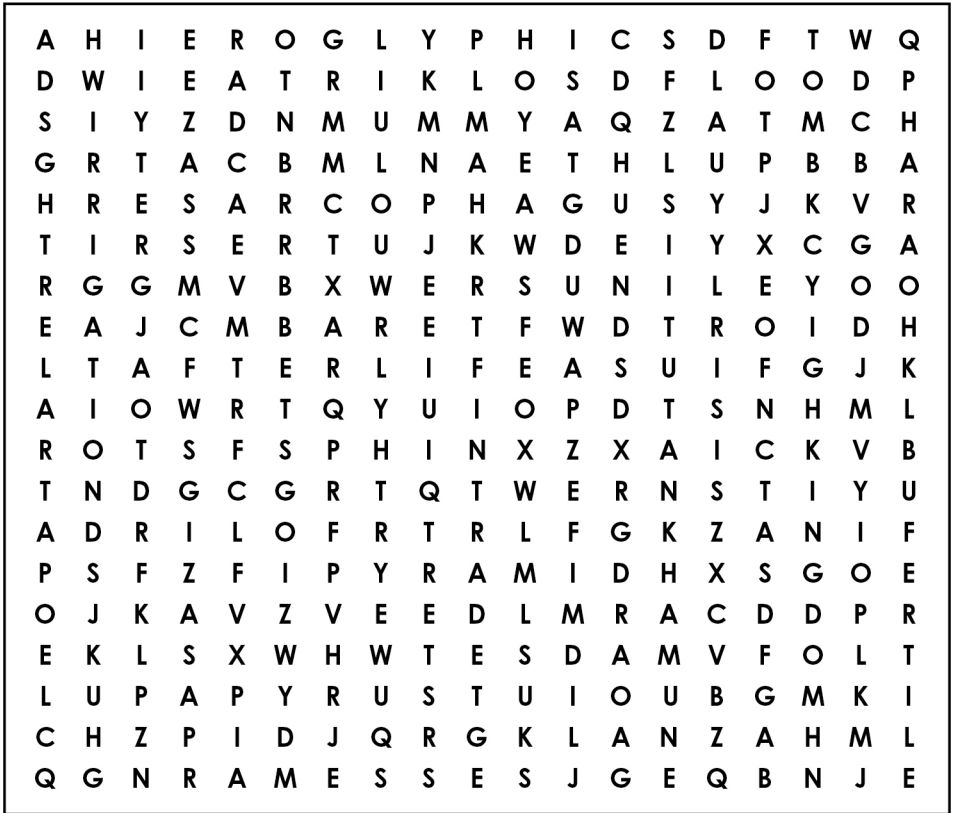 A H I E R O G L Y P H I C S D F T W Q
D W I E A T R I K L O S D F L O O D P
S I Y Z D N M U M M Y A Q Z A T M C H
G R T A C B M L N A E T H L U P B B A
H R E S A R C O P H A G U S Y J K V R
T I R S E R T U J K W D E I Y X C G A
R G G M V B X W E R S U N I L E Y O O
E A J C M B A R E T F W D T R O I D H
L T A F T E R L I F E A S U I F G J K
A I O W R T Q Y U I O P D T S N H M L
R O T S F S P H I N X Z X A I C K V B
T N D G C G R T Q T W E R N S T I Y U
A D R I L O F R T R L F G K Z A N I F
P S F Z F I P Y R A M I D H X S G O E
O J K A V Z V E E D L M R A C D D P R
E K L S X W H W T E S D A M V F O L T
L U P A P Y R U S T U I O U B G M K I
C H Z P I D J Q R G K L A N Z A H M L
Q G N R A M E S S E S J G E Q B N J E